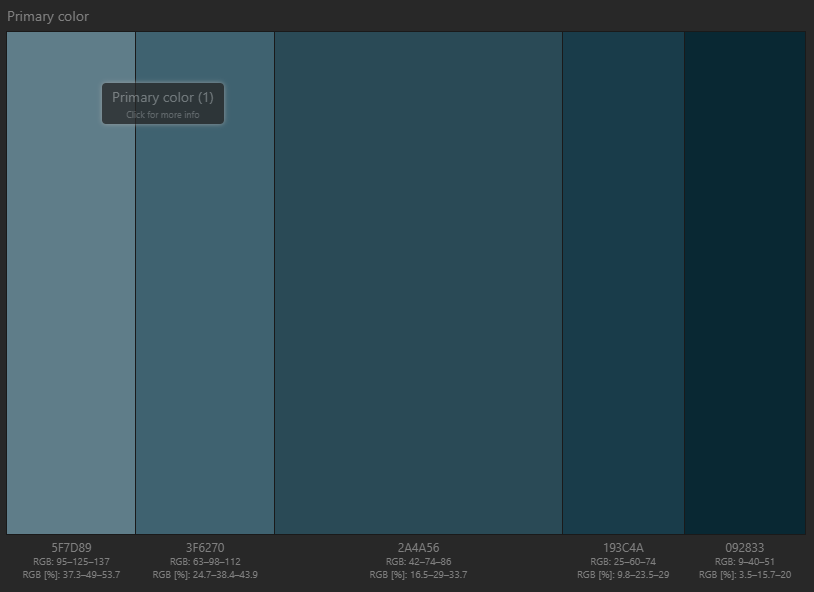 Primary color
Primary color (1)
Click for more info
5F7D89
RGB: 95–125–137
RGB [%]: 37.3–49–53.7
3F6270
RGB: 63–98–112
RGB [%]: 24.7–38.4–43.9
2A4A56
RGB: 42–74–86
RGB [%]: 16.5–29–33.7
193C4A
RGB: 25–60–74
RGB [%]: 9.8–23.5–29
092833
RGB: 9–40–51
RGB [%]: 3.5–15.7–20